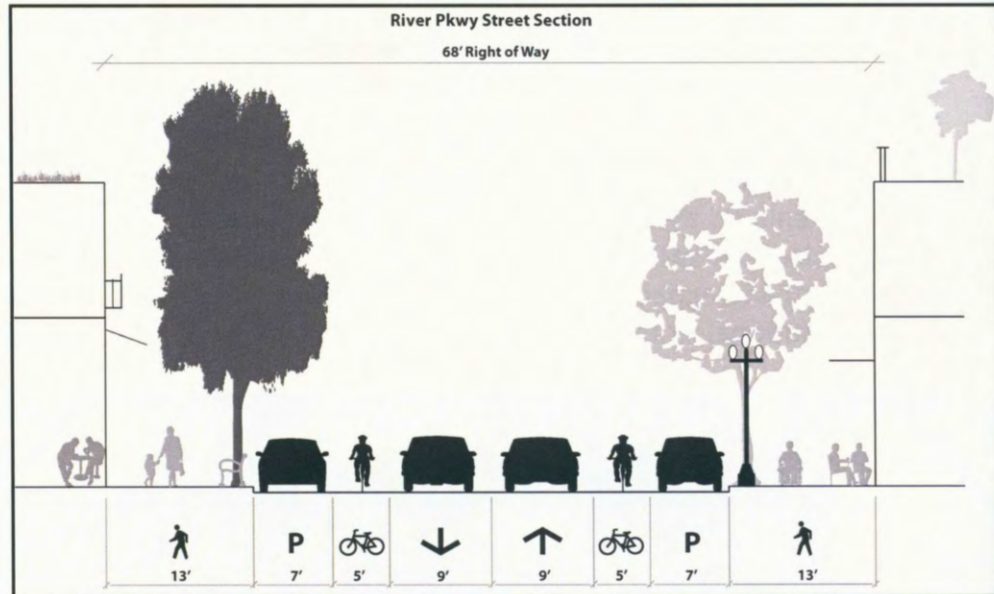 River Pkwy Street Section
68' Right of Way
P
P
13'
7'
5'
9'
9'
5'
7'
13'